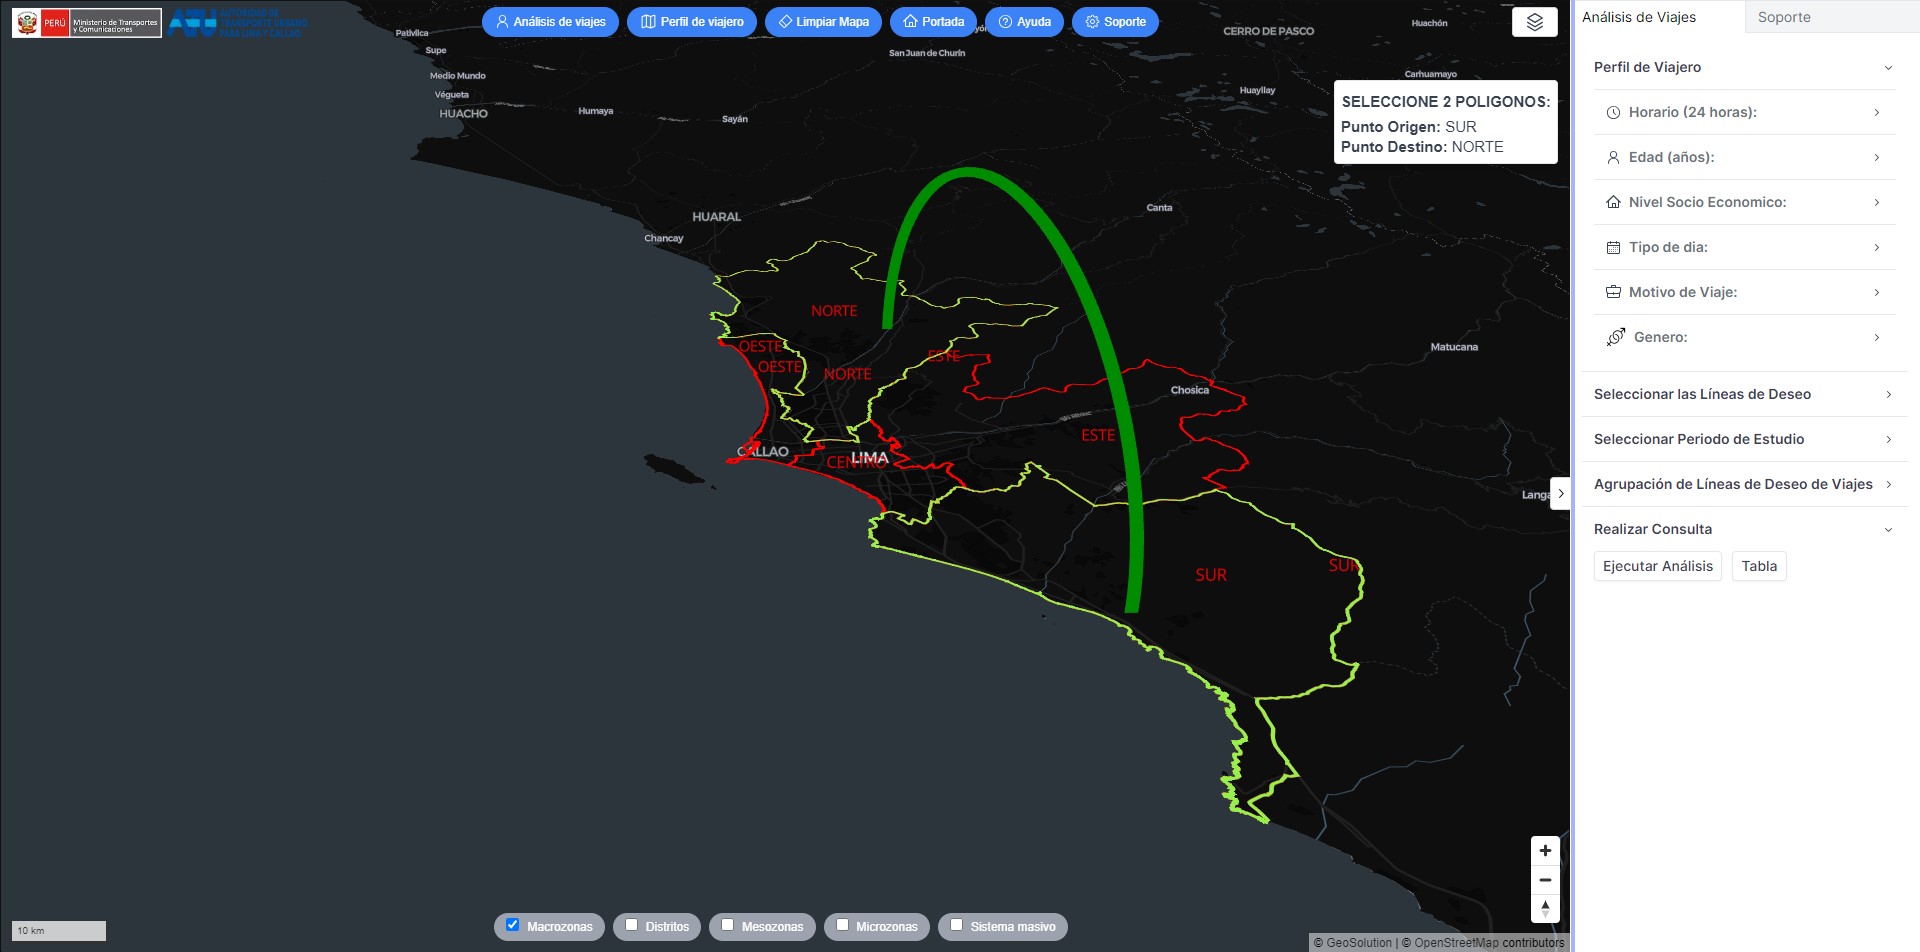 PERÚ
Ministerio de Transportes
y Comunicaciones
ATU
AUTORIDAD DE
TRANSPORTE URBANO
PARA LIMA Y CALLAO
Análisis de viajes
Perfil de viajero
Limpiar Mapa
Portada
Ayuda
Soporte
Análisis de Viajes
Soporte
Pativilca
Supe
Medio Mundo
Végueta
HUACHO
Humaya
Sayán
San Juan de Churín
CERRO DE PASCO
Huachón
Carhuamayo
Huayllay
SELECCIONE 2 POLIGONOS:
Punto Origen: SUR
Punto Destino: NORTE
HUARAL
Chancay
Canta
NORTE
OESTE
OESTE
NORTE
ESTE
Matucana
Chosica
ESTE
CALLAO
LIMA
CENTRO
SUR
SUR
Perfil de Viajero
Horario (24 horas):
Edad (años):
Nivel Socio Economico:
Tipo de dia:
Motivo de Viaje:
Genero:
Seleccionar las Líneas de Deseo
Seleccionar Periodo de Estudio
Agrupación de Líneas de Deseo de Viajes
Realizar Consulta
Ejecutar Análisis
Tabla
10 km
Macrozonas
Distritos
Mesozonas
Microzonas
Sistema masivo
© GeoSolution | © OpenStreetMap contributors